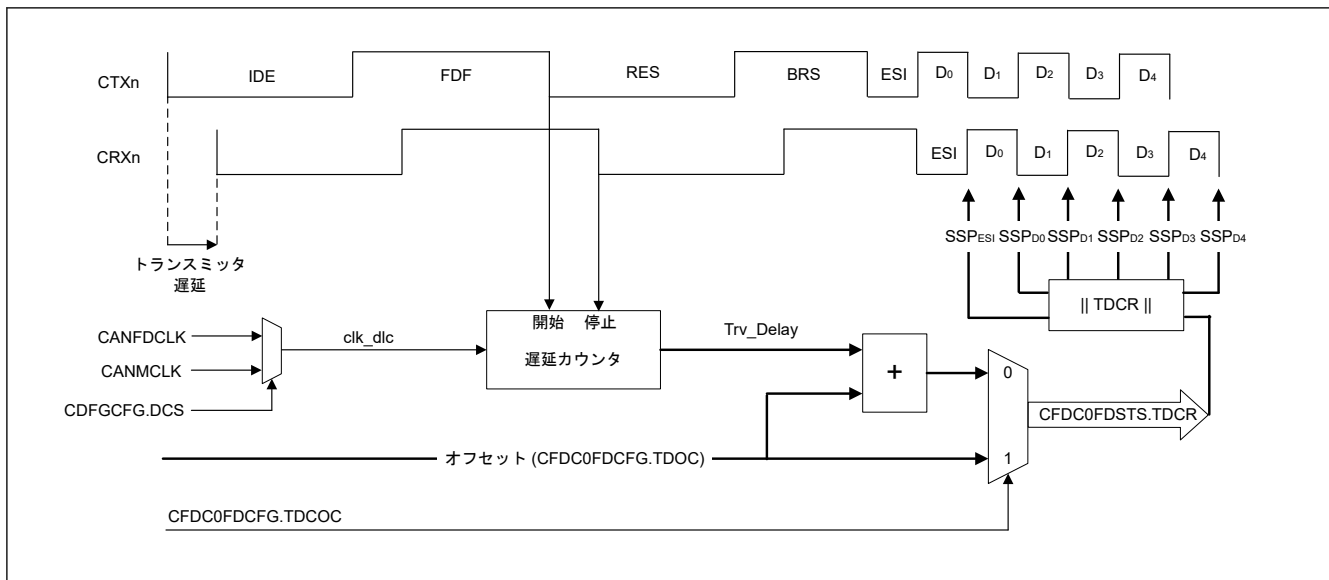 CTXn IDE FDF RES BRS ESI D0 D1 D2 D3 D4
CRXn ESI D0 D1 D2 D3 D4
SSPESI SSPD0 SSPD1 SSPD2 SSPD3 SSPD4
トランスミッタ
遅延
|| TDCR ||
開始 停止
遅延カウンタ
CANFDCLK
CANMCLK
CDFGCFG.DCS
clk_dlc
Trv_Delay
+
0
1
CFDC0FDSTS.TDCR
オフセット (CFDC0FDCFG.TDOC)
CFDC0FDCFG.TDCOC